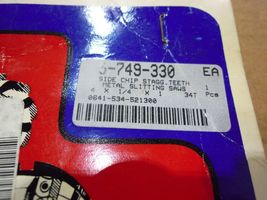 5-749-330 EA
SIDE CHIP STAGG.TEETH
METAL SLITTING SAWS 1
4 X 1/4 X 1 34T Pcs
0641-534-521300